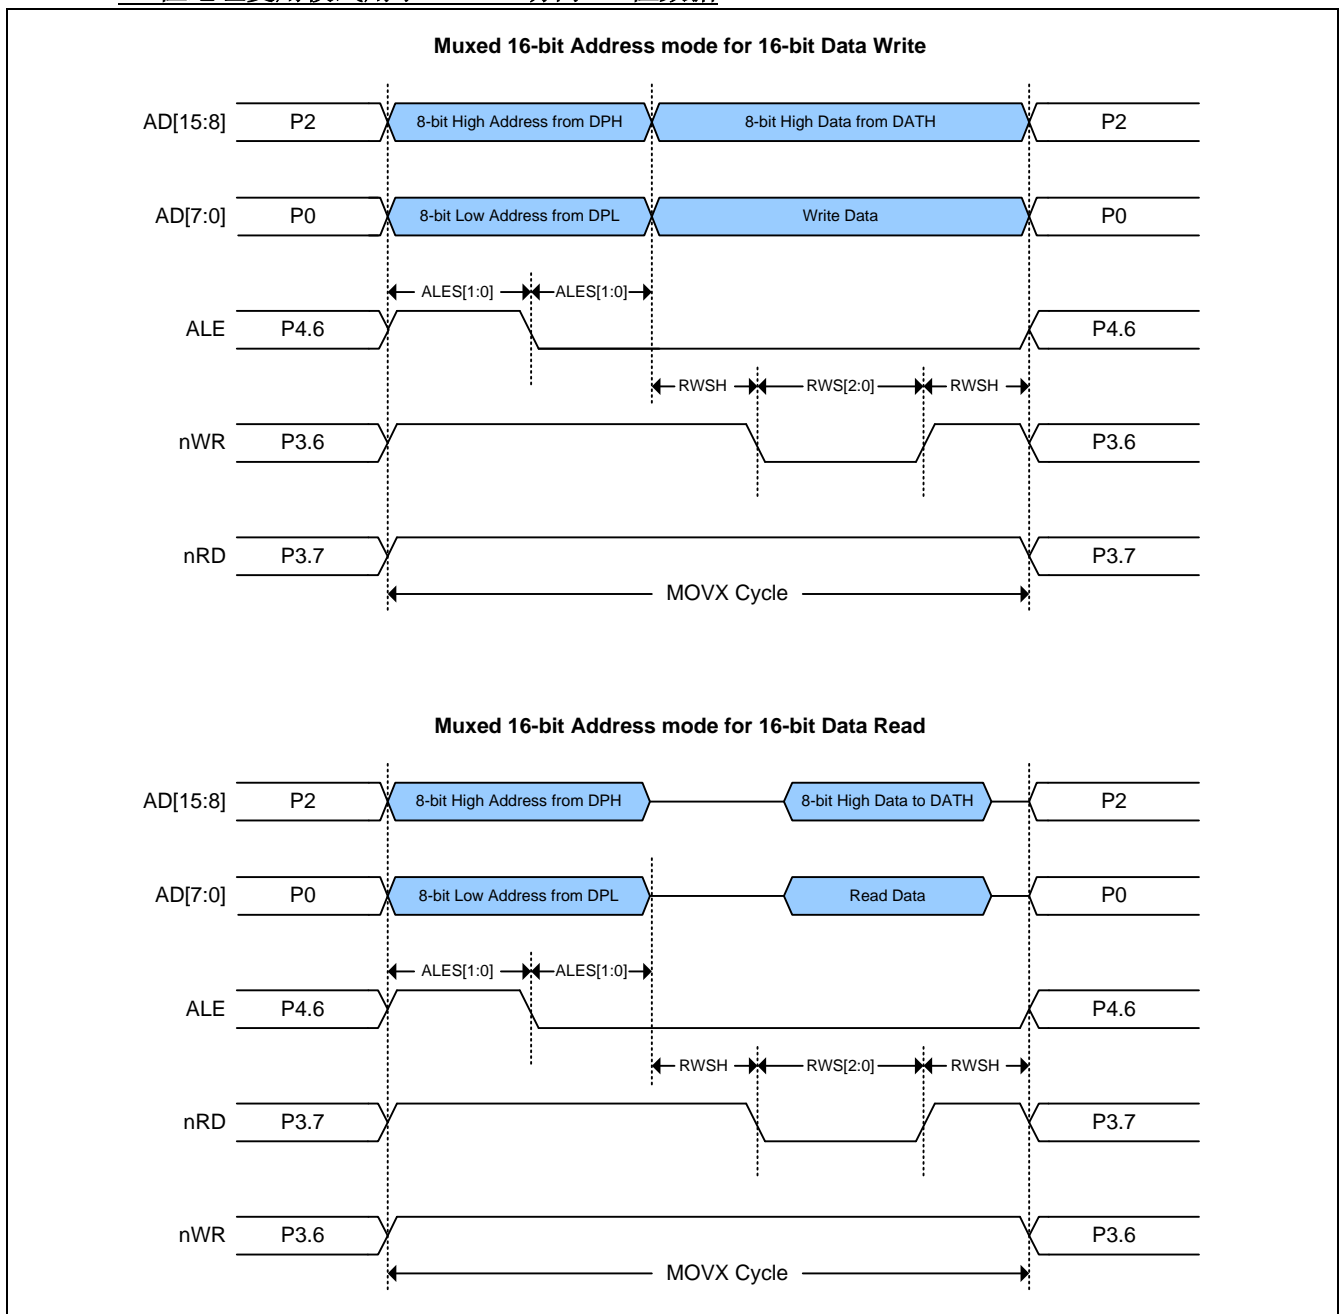 Muxed 16-bit Address mode for 16-bit Data Write
AD[15:8] P2 8-bit High Address from DPH 8-bit High Data from DATH P2
AD[7:0] P0 8-bit Low Address from DPL Write Data P0
ALES[1:0] ALES[1:0]
ALE P4.6 P4.6
RWSH RWS[2:0] RWSH
nWR P3.6 P3.6
nRD P3.7 P3.7
MOVX Cycle
Muxed 16-bit Address mode for 16-bit Data Read
AD[15:8] P2 8-bit High Address from DPH 8-bit High Data to DATH P2
AD[7:0] P0 8-bit Low Address from DPL Read Data P0
ALES[1:0] ALES[1:0]
ALE P4.6 P4.6
RWSH RWS[2:0] RWSH
nRD P3.7 P3.7
nWR P3.6 P3.6
MOVX Cycle